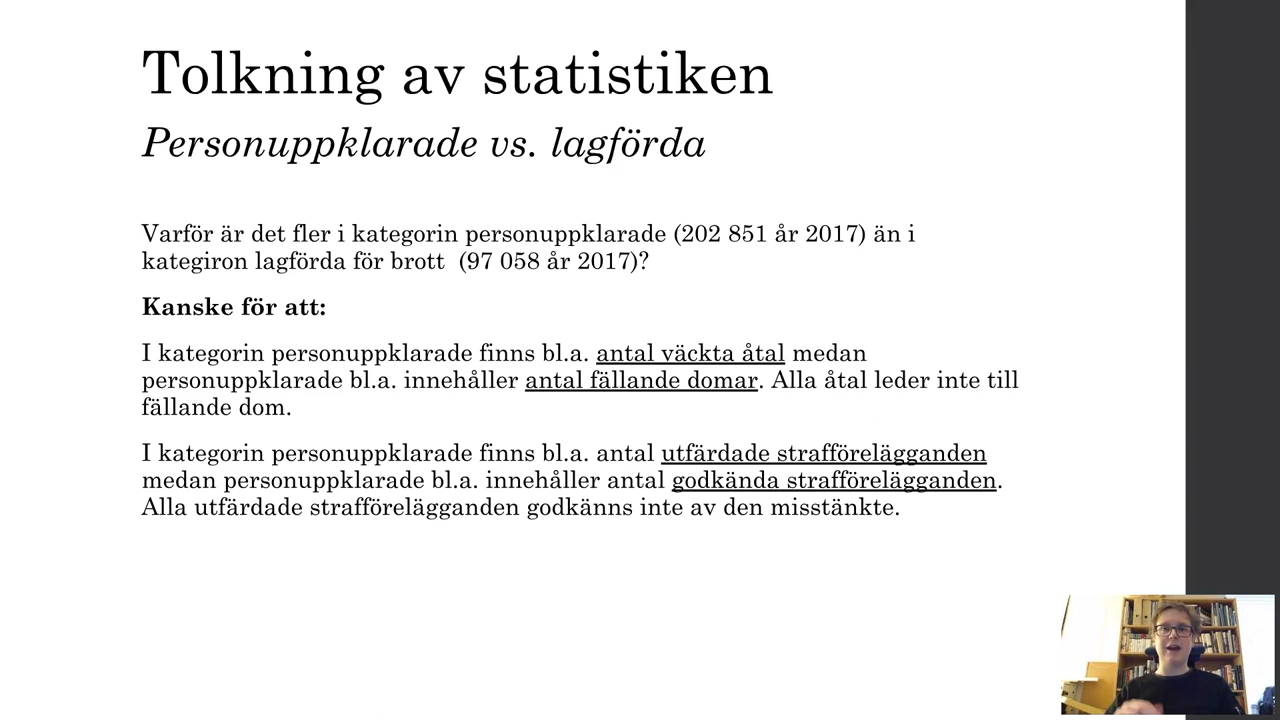 Tolkning av statistiken
Personuppklarade vs. lagförda
Varför är det fler i kategorin personuppklarade (202 851 år 2017) än i
kategiron lagförda för brott  (97 058 år 2017)?
Kanske för att:
I kategorin personuppklarade finns bl.a. antal väckta åtal medan
personuppklarade bl.a. innehåller antal fällande domar. Alla åtal leder inte till
fällande dom.
I kategorin personuppklarade finns bl.a. antal utfärdade strafförelägganden
medan personuppklarade bl.a. innehåller antal godkända strafförelägganden.
Alla utfärdade strafförelägganden godkänns inte av den misstänkte.